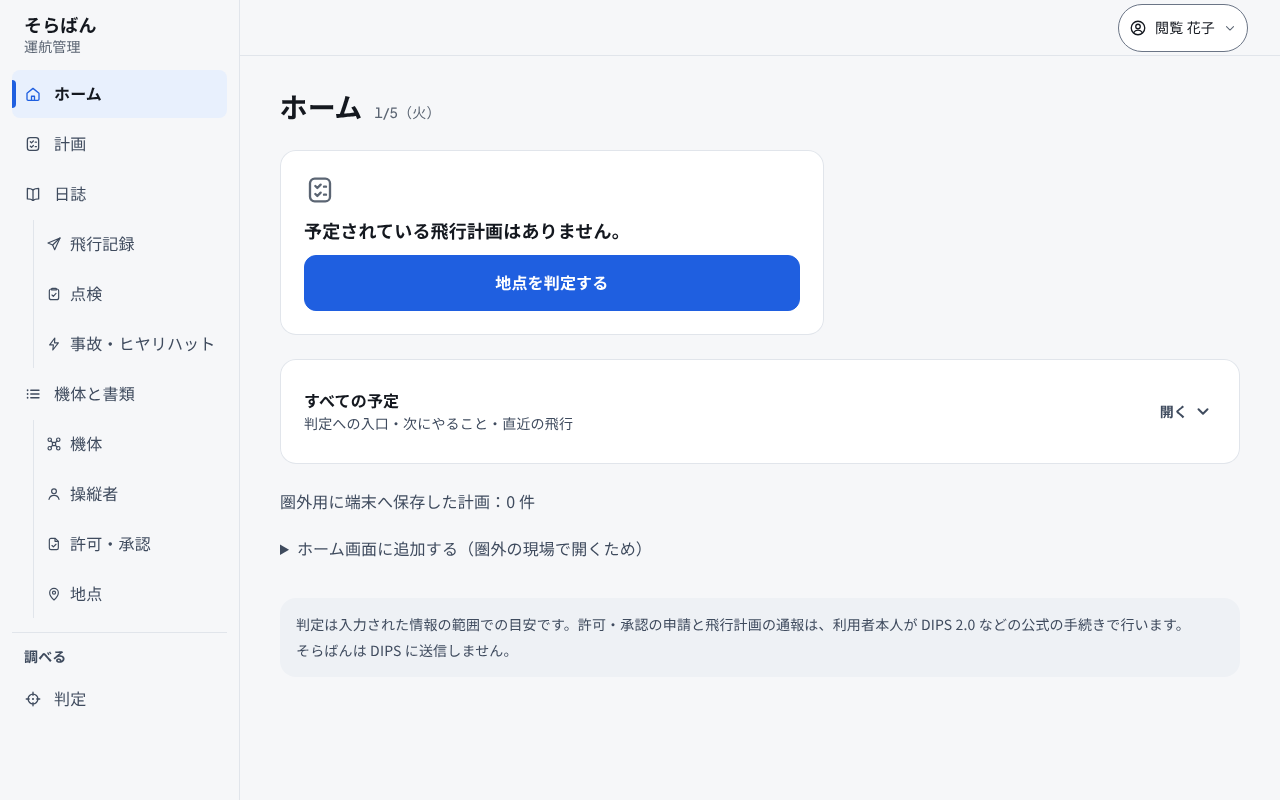 そらばん
運航管理
閲覧 花子
ホーム
計画
日誌
飛行記録
点検
事故・ヒヤリハット
機体と書類
機体
操縦者
許可・承認
地点
調べる
判定
ホーム 1/5（火）
予定されている飛行計画はありません。
地点を判定する
すべての予定
判定への入口・次にやること・直近の飛行
開く
圏外用に端末へ保存した計画：0 件
ホーム画面に追加する（圏外の現場で開くため）
判定は入力された情報の範囲での目安です。許可・承認の申請と飛行計画の通報は、利用者本人が DIPS 2.0 などの公式の手続きで行います。
そらばんは DIPS に送信しません。